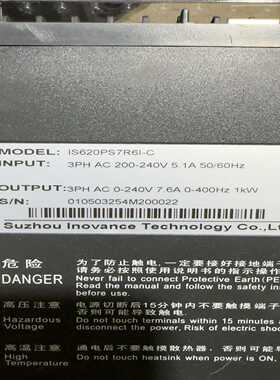 MODEL: IS620PS7R6I-C
INPUT: 3PH AC 200-240V 5.1A 50/60Hz
OUTPUT: 3PH AC 0-240V 7.6A 0-400Hz 1kW
S/N: 010503254M200022
Suzhou Inovance Technology Co.,Ltd.
危险
DANGER
为防止触电，一定要接好接地端子
请务必按照使用说明书的要求
Never fail to connect Protective Earth(PE)
Read the manual and follow the safety
before use.
高压注意
Hazardous
Voltage
电源切断后15分钟内不要触摸端子
否则可能导致触电
Do not touch terminals within 15 minutes
disconnect the power, Risk of electric shock
高温注意
High
Temperature
通电后不要触摸散热器，否则可
Do not touch heatsink when power is ON.